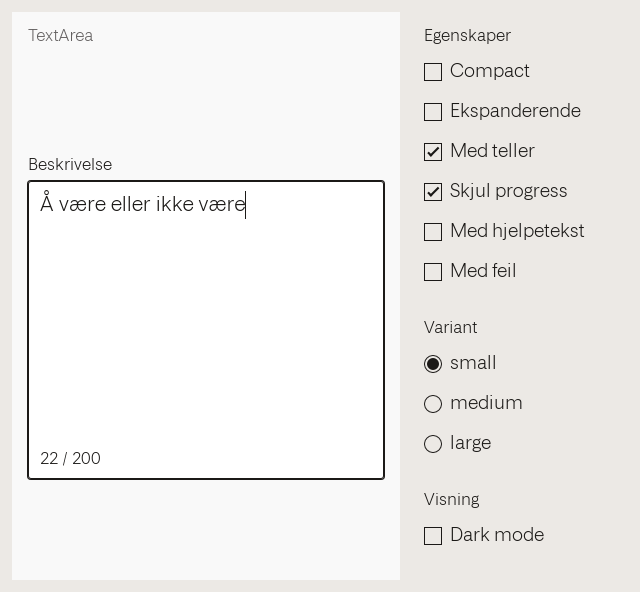 TextArea
Beskrivelse
Å være eller ikke være
22 / 200
Egenskaper
Compact
Ekspanderende
Med teller
Skjul progress
Med hjelpetekst
Med feil
Variant
small
medium
large
Visning
Dark mode